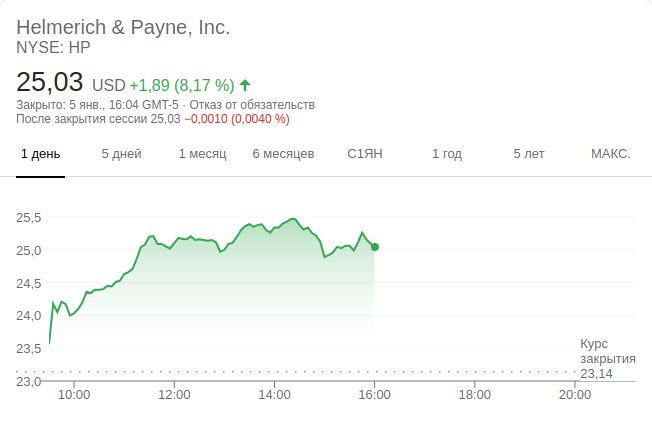 Helmerich & Payne, Inc.
NYSE: HP
25,03 USD +1,89 (8,17 %)
Закрыто: 5 янв., 16:04 GMT-5 · Отказ от обязательств
После закрытия сессии 25,03 −0,0010 (0,0040 %)
1 день 5 дней 1 месяц 6 месяцев С1ЯН 1 год 5 лет МАКС.
25,5
25,0
24,5
24,0
23,5
Курс
закрытия
23,14
23,0
10:00 12:00 14:00 16:00 18:00 20:00